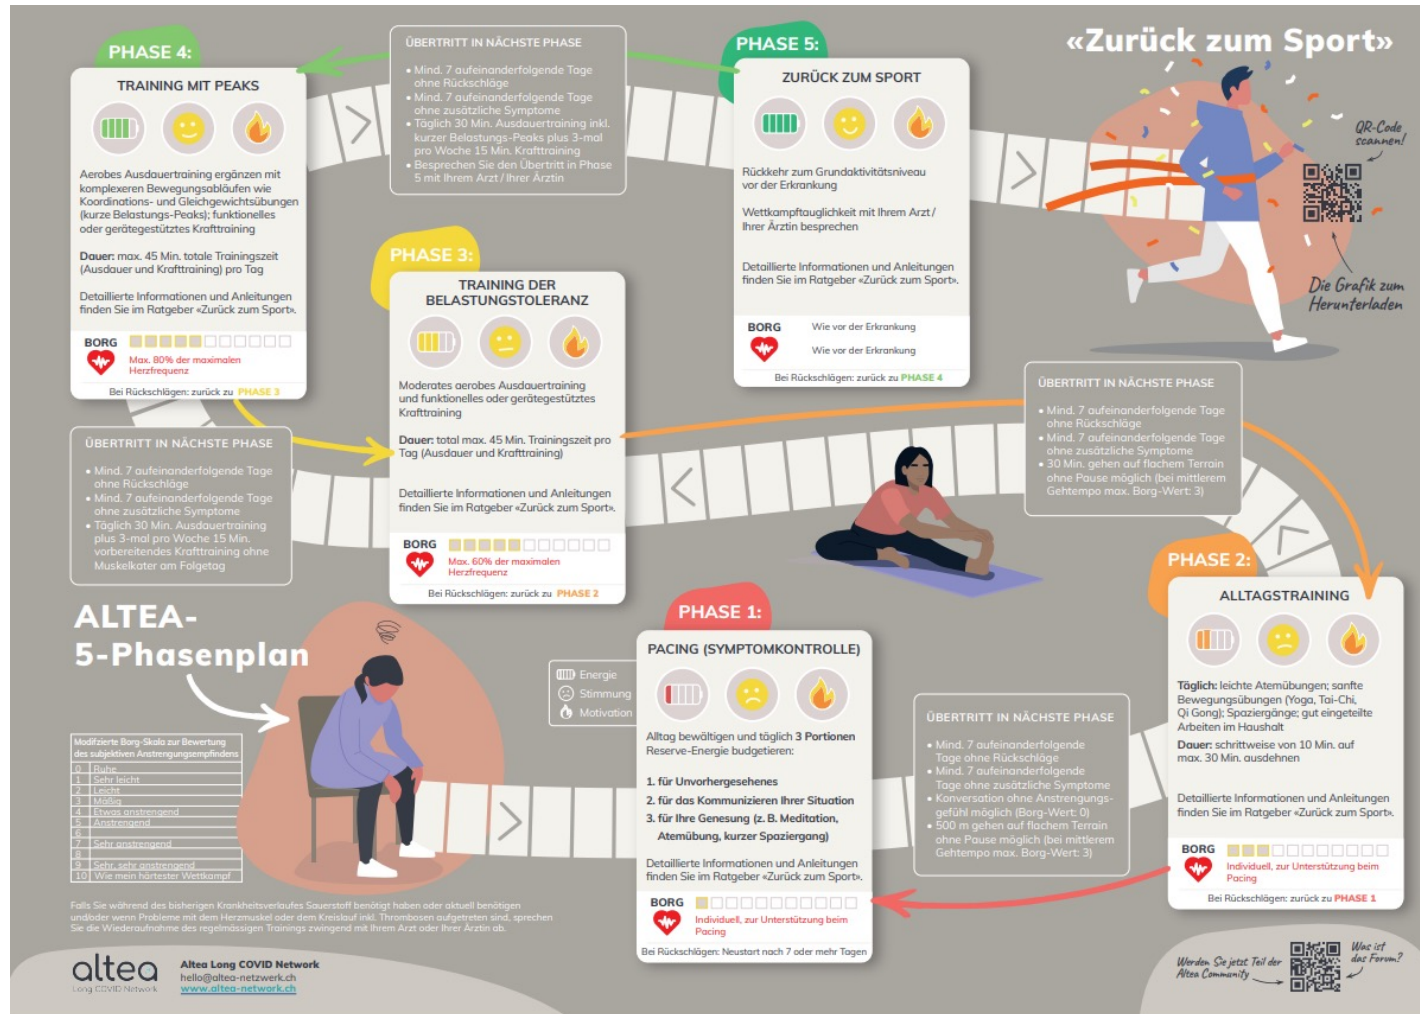 «Zurück zum Sport»
PHASE 4:
TRAINING MIT PEAKS
Aerobes Ausdauertraining ergänzen mit
komplexeren Bewegungsabläufen wie
Koordinations- und Gleichgewichtsübungen
(kurze Belastungs-Peaks); funktionelles
oder gerätegestütztes Krafttraining
Dauer: max. 45 Min. totale Trainingszeit
(Ausdauer und Krafttraining) pro Tag
Detaillierte Informationen und Anleitungen
finden Sie im Ratgeber «Zurück zum Sport».
BORG
Max. 80% der maximalen
Herzfrequenz
Bei Rückschlägen: zurück zu PHASE 3
ÜBERTRITT IN NÄCHSTE PHASE
• Mind. 7 aufeinanderfolgende Tage
ohne Rückschläge
• Mind. 7 aufeinanderfolgende Tage
ohne zusätzliche Symptome
• Täglich 30 Min. Ausdauertraining inkl.
kurzer Belastungs-Peaks plus 3-mal
pro Woche 15 Min. Krafttraining
• Besprechen Sie den Übertritt in Phase
5 mit Ihrem Arzt / Ihrer Ärztin
PHASE 5:
ZURÜCK ZUM SPORT
Rückkehr zum Grundaktivitätsniveau
vor der Erkrankung
Wettkampftauglichkeit mit Ihrem Arzt /
Ihrer Ärztin besprechen
Detaillierte Informationen und Anleitungen
finden Sie im Ratgeber «Zurück zum Sport».
BORG
Wie vor der Erkrankung
Wie vor der Erkrankung
Bei Rückschlägen: zurück zu PHASE 4
QR-Code
scannen!
Die Grafik zum
Herunterladen
PHASE 3:
TRAINING DER
BELASTUNGSTOLERANZ
Moderates aerobes Ausdauertraining
und funktionelles oder gerätegestütztes
Krafttraining
Dauer: total max. 45 Min. Trainingszeit pro
Tag (Ausdauer und Krafttraining)
Detaillierte Informationen und Anleitungen
finden Sie im Ratgeber «Zurück zum Sport».
BORG
Max. 60% der maximalen
Herzfrequenz
Bei Rückschlägen: zurück zu PHASE 2
ÜBERTRITT IN NÄCHSTE PHASE
• Mind. 7 aufeinanderfolgende Tage
ohne Rückschläge
• Mind. 7 aufeinanderfolgende Tage
ohne zusätzliche Symptome
• Täglich 30 Min. Ausdauertraining
plus 3-mal pro Woche 15 Min.
vorbereitendes Krafttraining ohne
Muskelkater am Folgetag
ÜBERTRITT IN NÄCHSTE PHASE
• Mind. 7 aufeinanderfolgende Tage
ohne Rückschläge
• Mind. 7 aufeinanderfolgende Tage
ohne zusätzliche Symptome
• 30 Min. gehen auf flachem Terrain
ohne Pause möglich (bei mittlerem
Gehtempo max. Borg-Wert: 3)
PHASE 2:
ALLTAGSTRAINING
Täglich: leichte Atemübungen; sanfte
Bewegungsübungen (Yoga, Tai-Chi,
Qi Gong); Spaziergänge; gut eingeteilte
Arbeiten im Haushalt
Dauer: schrittweise von 10 Min. auf
max. 30 Min. ausdehnen
Detaillierte Informationen und Anleitungen
finden Sie im Ratgeber «Zurück zum Sport».
BORG
Individuell, zur Unterstützung beim
Pacing
Bei Rückschlägen: zurück zu PHASE 1
ALTEA-
5-Phasenplan
Energie
Stimmung
Motivation
PHASE 1:
PACING (SYMPTOMKONTROLLE)
Alltag bewältigen und täglich 3 Portionen
Reserve-Energie budgetieren:
1. für Unvorhergesehenes
2. für das Kommunizieren Ihrer Situation
3. für Ihre Genesung (z. B. Meditation,
Atemübung, kurzer Spaziergang)
Detaillierte Informationen und Anleitungen
finden Sie im Ratgeber «Zurück zum Sport».
BORG
Individuell, zur Unterstützung beim
Pacing
Bei Rückschlägen: Neustart nach 7 oder mehr Tagen
ÜBERTRITT IN NÄCHSTE PHASE
• Mind. 7 aufeinanderfolgende
Tage ohne Rückschläge
• Mind. 7 aufeinanderfolgende
Tage ohne zusätzliche Symptome
• Konversation ohne Anstrengungs-
gefühl möglich (Borg-Wert: 0)
• 500 m gehen auf flachem Terrain
ohne Pause möglich (bei mittlerem
Gehtempo max. Borg-Wert: 3)
Modifzierte Borg-Skala zur Bewertung
des subjektiven Anstrengungsempfindens
0 Ruhe
1 Sehr leicht
2 Leicht
3 Mäßig
4 Etwas anstrengend
5 Anstrengend
6
7 Sehr anstrengend
8
9 Sehr, sehr anstrengend
10 Wie mein härtester Wettkampf
Falls Sie während des bisherigen Krankheitsverlaufes Sauerstoff benötigt haben oder aktuell benötigen
und/oder wenn Probleme mit dem Herzmuskel oder dem Kreislauf inkl. Thrombosen aufgetreten sind, sprechen
Sie die Wiederaufnahme des regelmässigen Trainings zwingend mit Ihrem Arzt oder Ihrer Ärztin ab.
altea
Long COVID Network
Altea Long COVID Network
hello@altea-netzwerk.ch
www.altea-network.ch
Werden Sie jetzt Teil der
Altea Community
Was ist
das Forum?